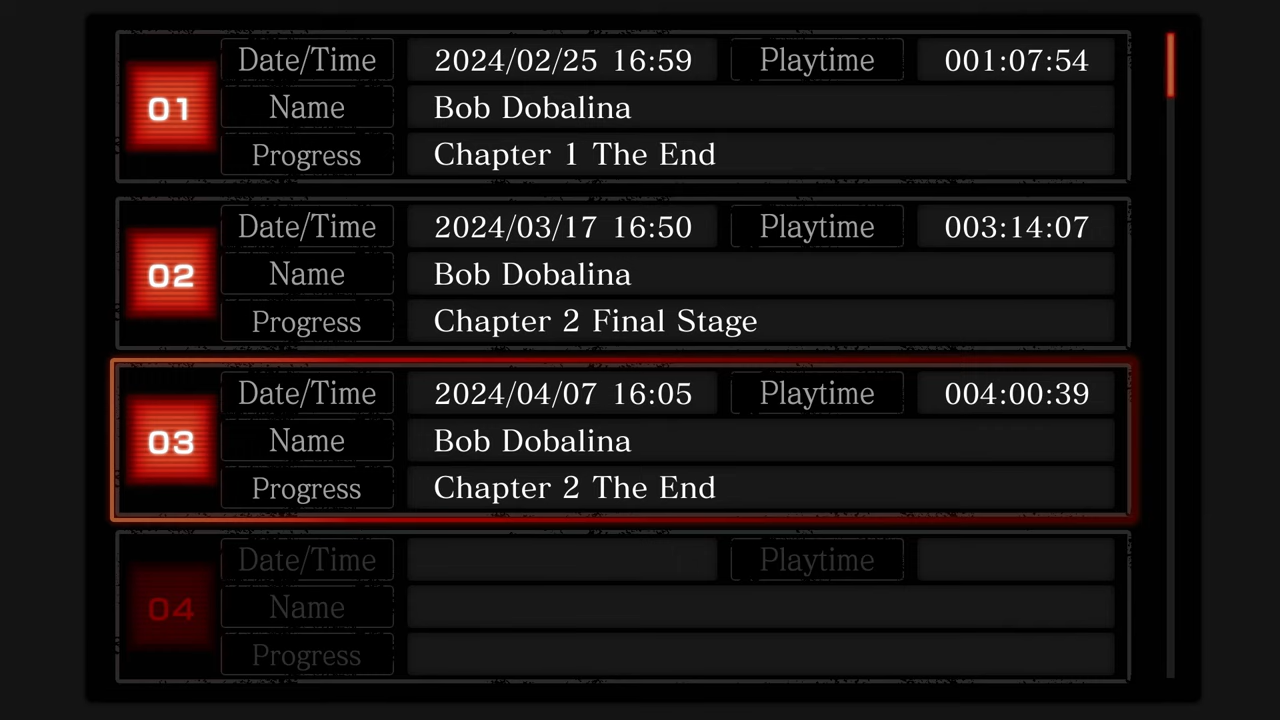 01 Date/Time 2024/02/25 16:59 Playtime 001:07:54
Name Bob Dobalina
Progress Chapter 1 The End
02 Date/Time 2024/03/17 16:50 Playtime 003:14:07
Name Bob Dobalina
Progress Chapter 2 Final Stage
03 Date/Time 2024/04/07 16:05 Playtime 004:00:39
Name Bob Dobalina
Progress Chapter 2 The End
04 Date/Time Playtime
Name
Progress